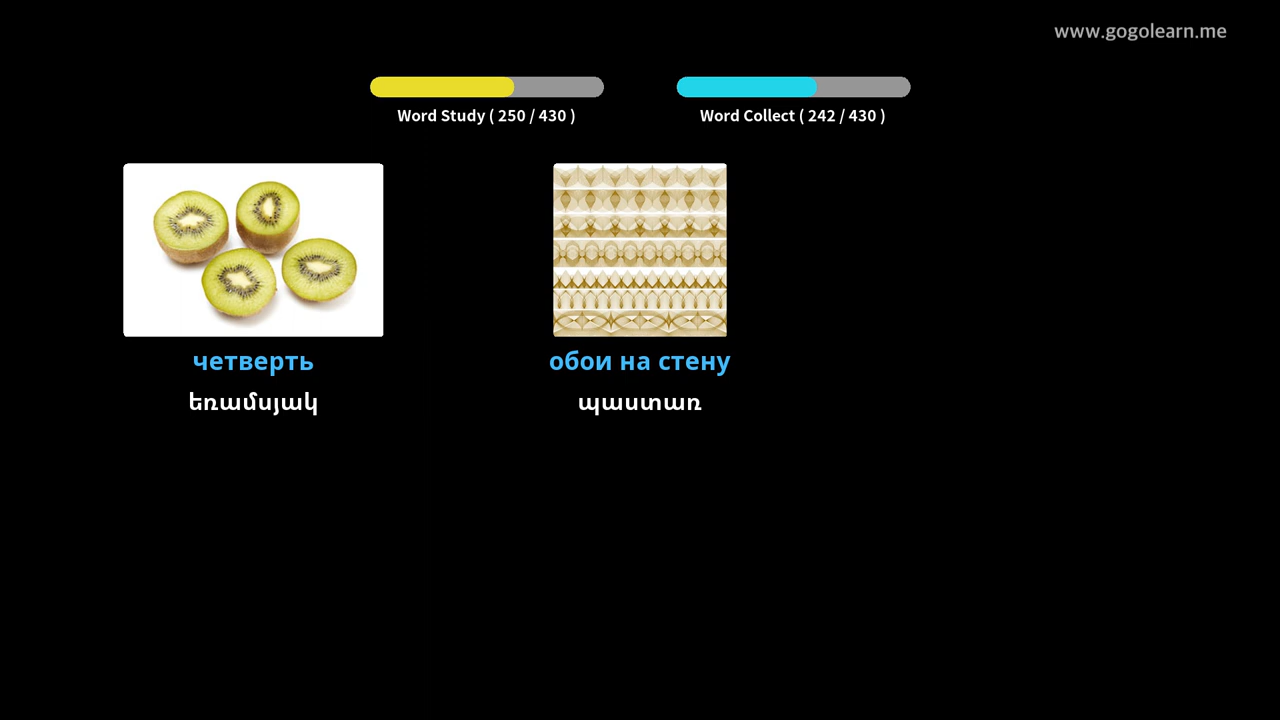 www.gogolearn.me
Word Study ( 250 / 430 )
Word Collect ( 242 / 430 )
четверть
обои на стену
եռամսյակ
պաստառ